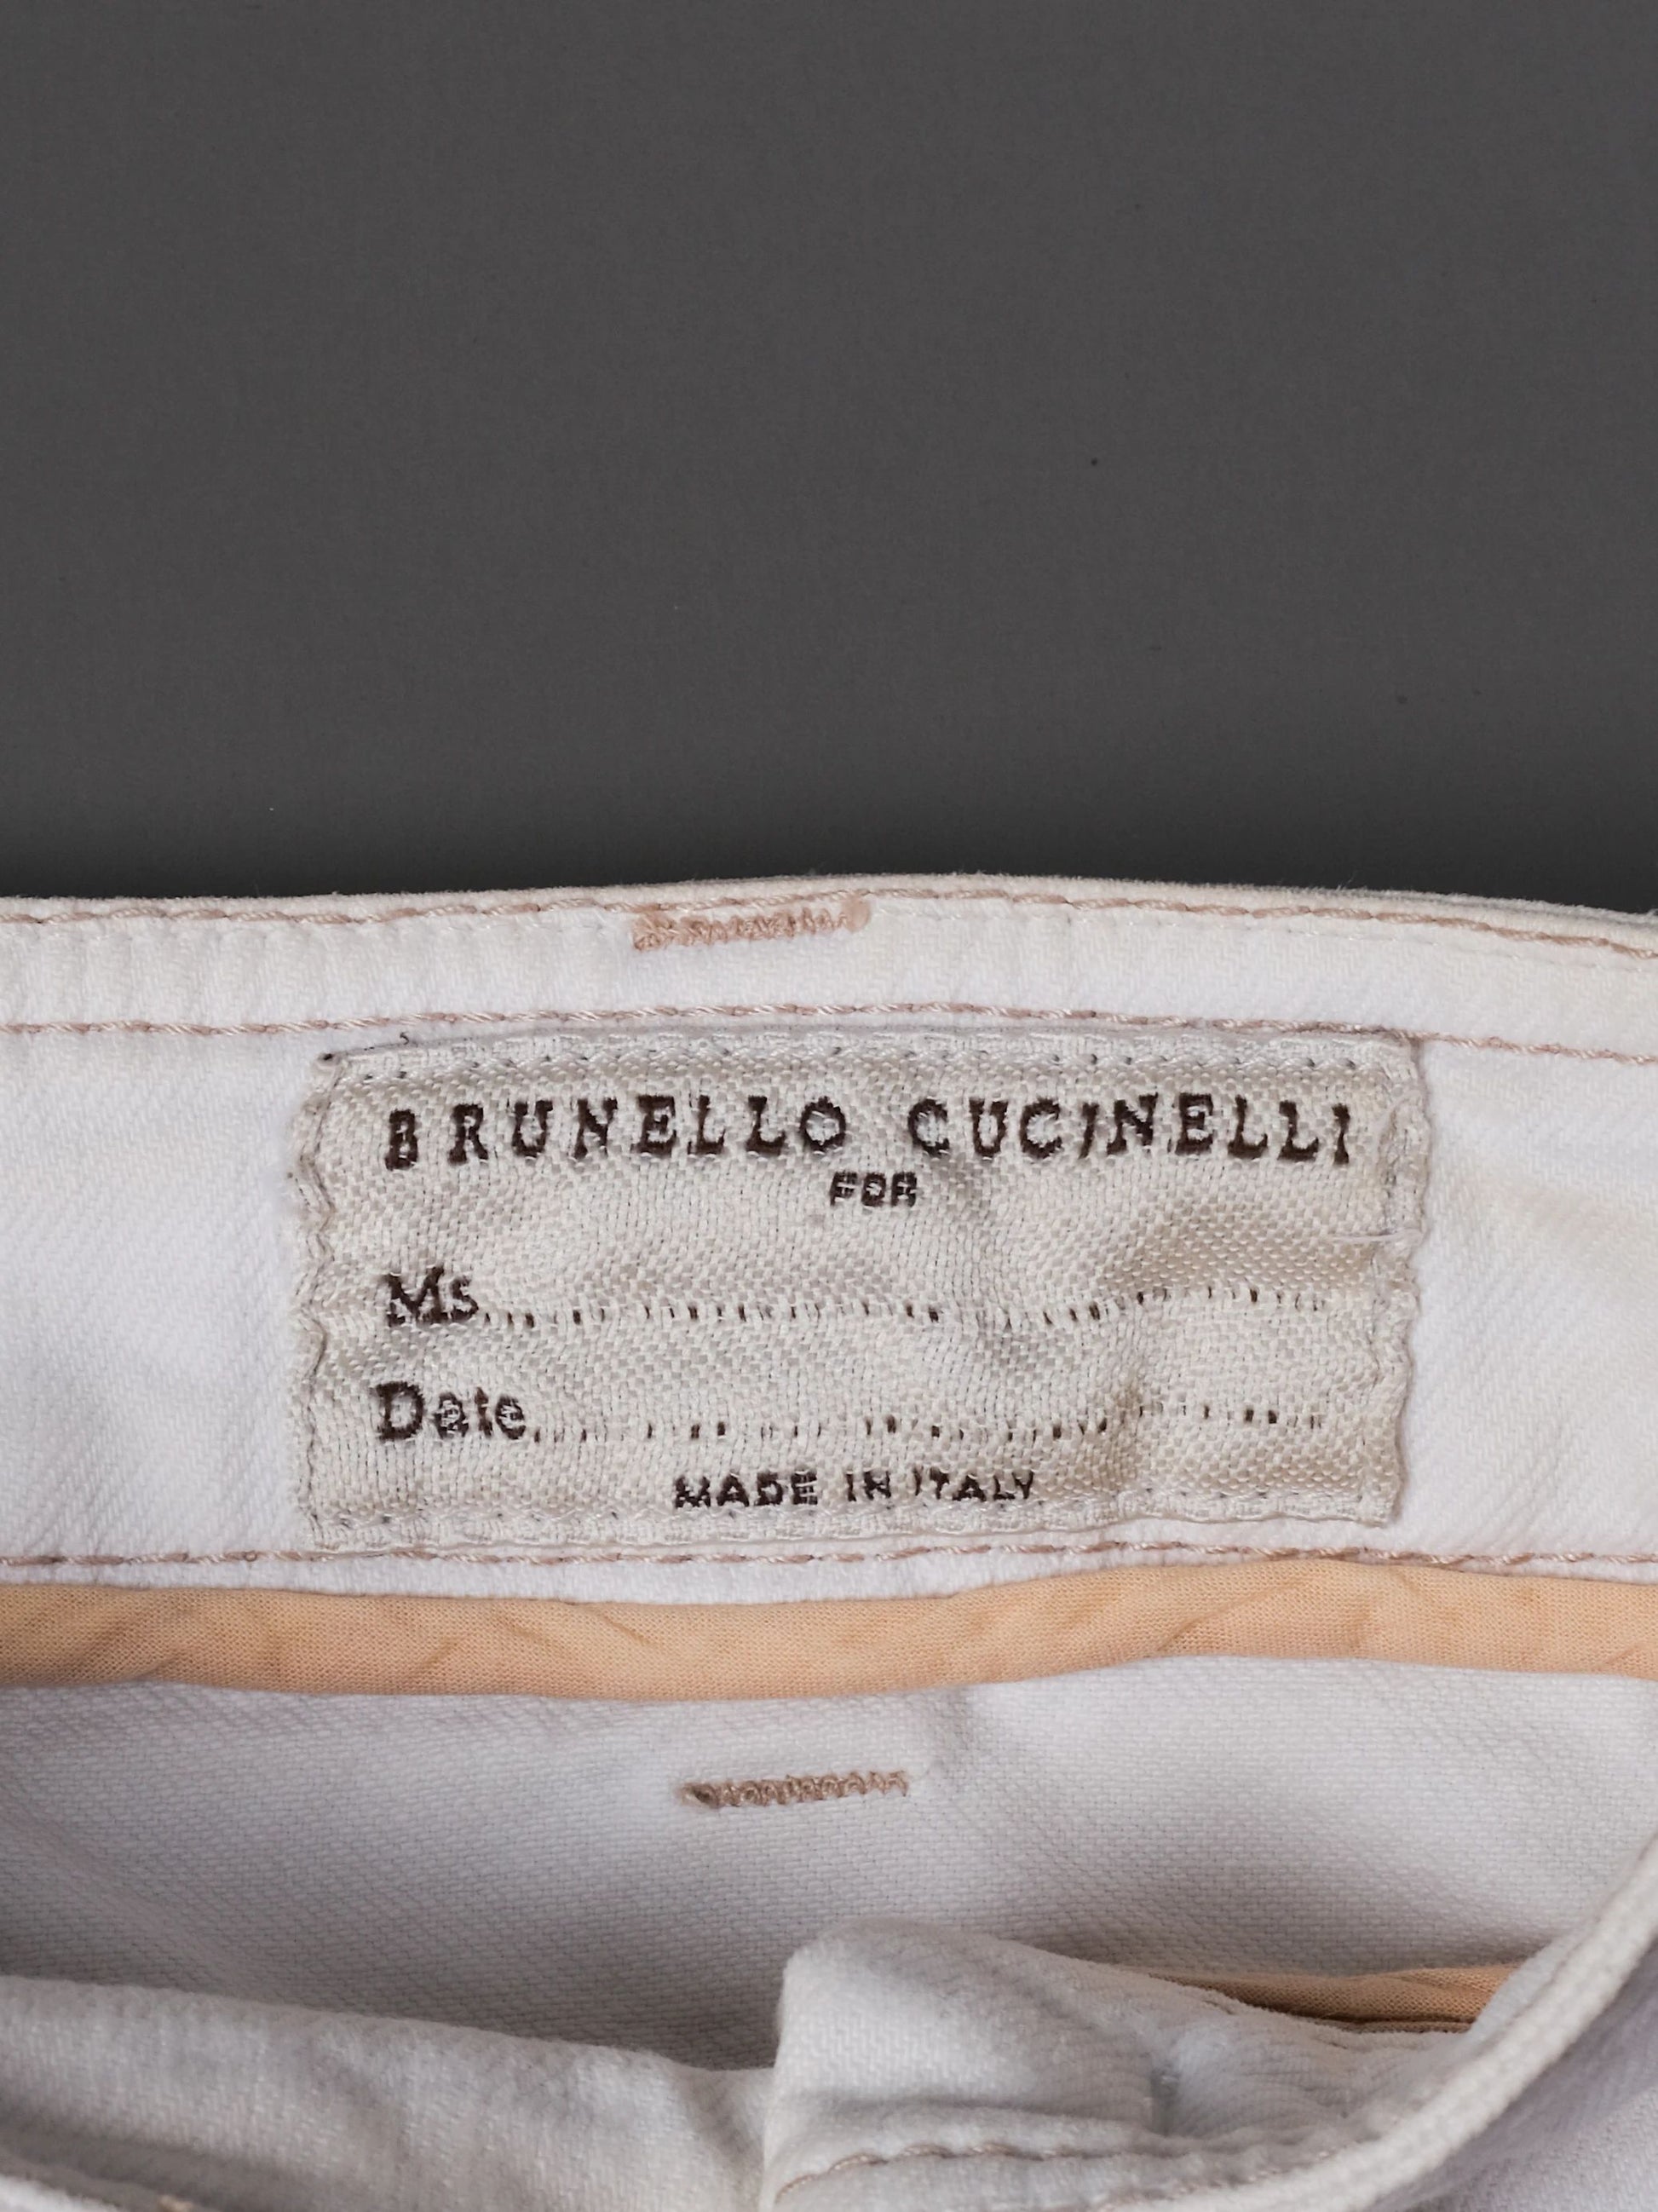 BRUNELLO CUCINELLI
FOR
Ms..............................
Date..............................
MADE IN ITALY